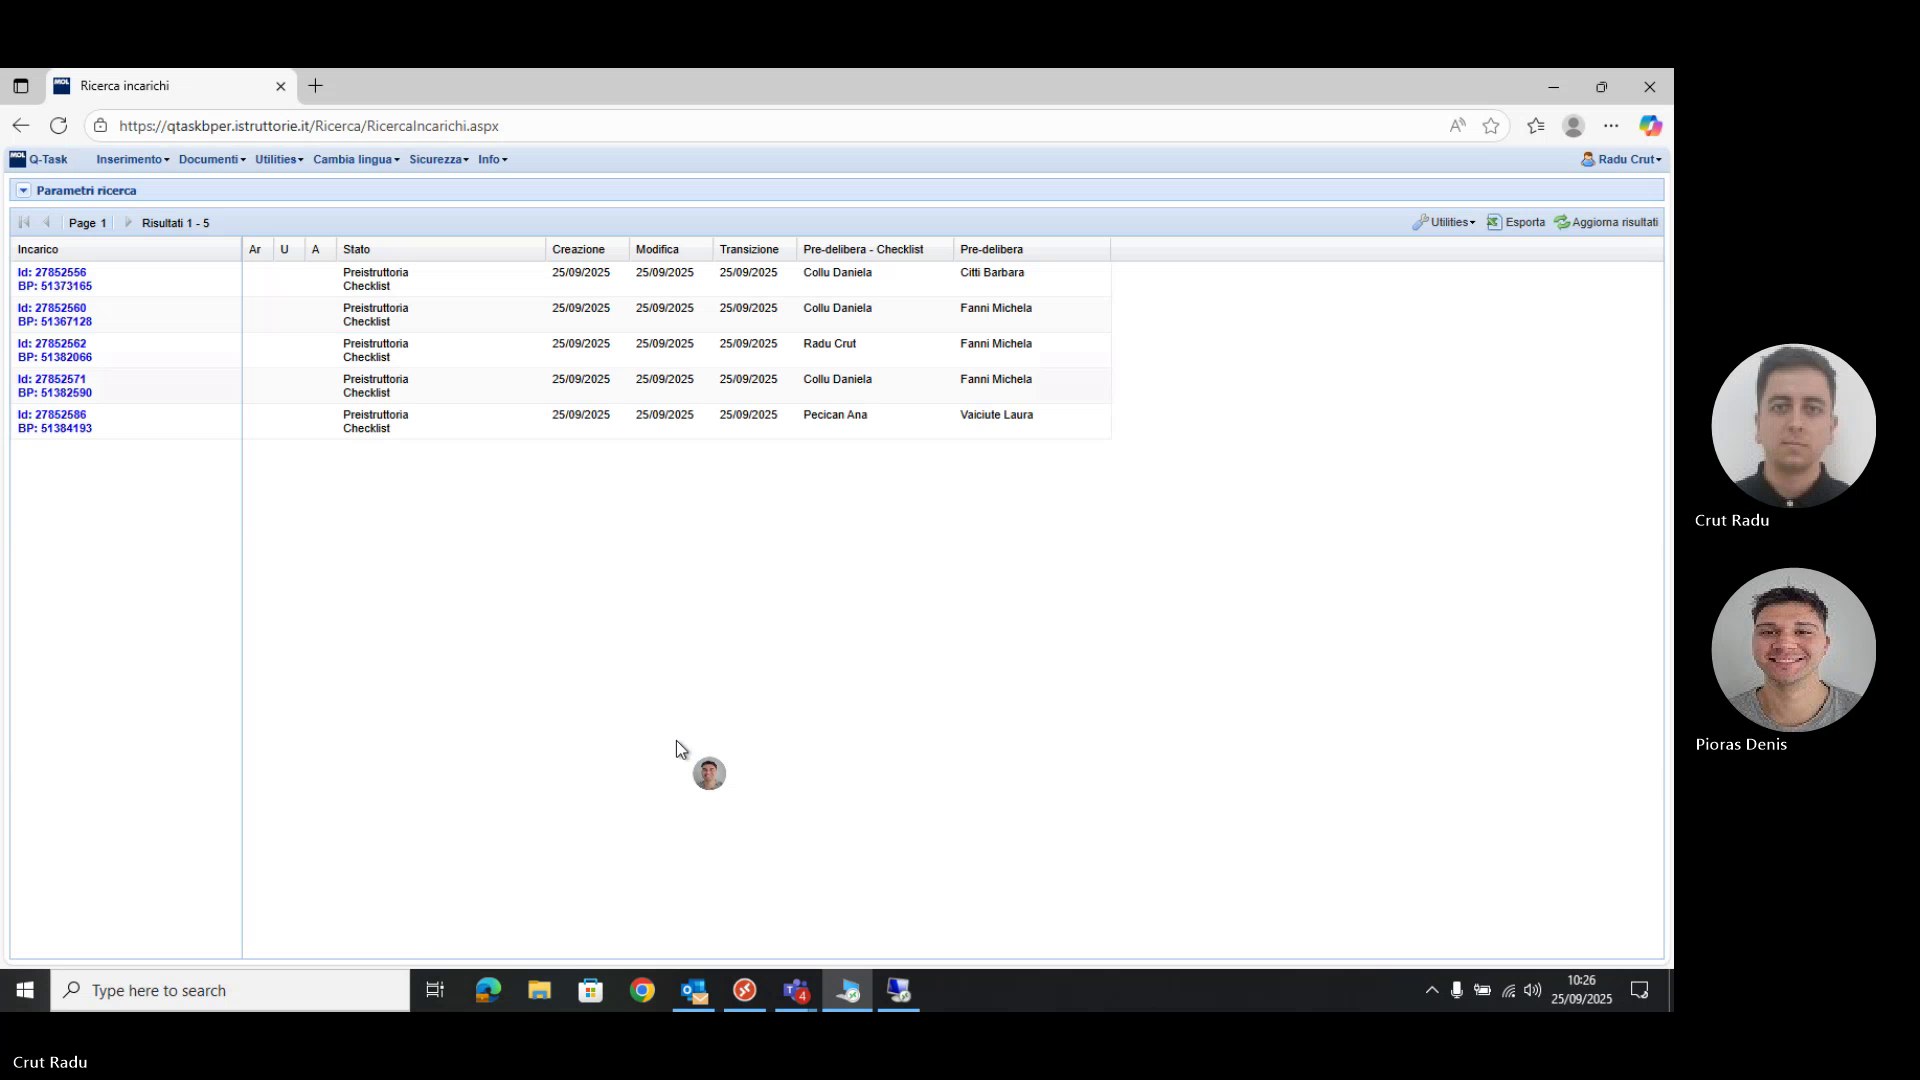 MOL Ricerca incarichi
https://qtaskbper.istruttorie.it/Ricerca/RicercaIncarichi.aspx
MOL Q-Task Inserimento Documenti Utilities Cambia lingua Sicurezza Info Radu Crut
Parametri ricerca
Page 1 Risultati 1 - 5 Utilities Esporta Aggiorna risultati
Incarico Ar U A Stato Creazione Modifica Transizione Pre-delibera - Checklist Pre-delibera
Id: 27852556 Preistruttoria 25/09/2025 25/09/2025 25/09/2025 Collu Daniela Citti Barbara
BP: 51373165 Checklist
Id: 27852560 Preistruttoria 25/09/2025 25/09/2025 25/09/2025 Collu Daniela Fanni Michela
BP: 51367128 Checklist
Id: 27852562 Preistruttoria 25/09/2025 25/09/2025 25/09/2025 Radu Crut Fanni Michela
BP: 51382066 Checklist
Id: 27852571 Preistruttoria 25/09/2025 25/09/2025 25/09/2025 Collu Daniela Fanni Michela
BP: 51382590 Checklist
Id: 27852586 Preistruttoria 25/09/2025 25/09/2025 25/09/2025 Pecican Ana Vaiciute Laura
BP: 51384193 Checklist
Crut Radu
Pioras Denis
Type here to search
4
10:26
25/09/2025
Crut Radu